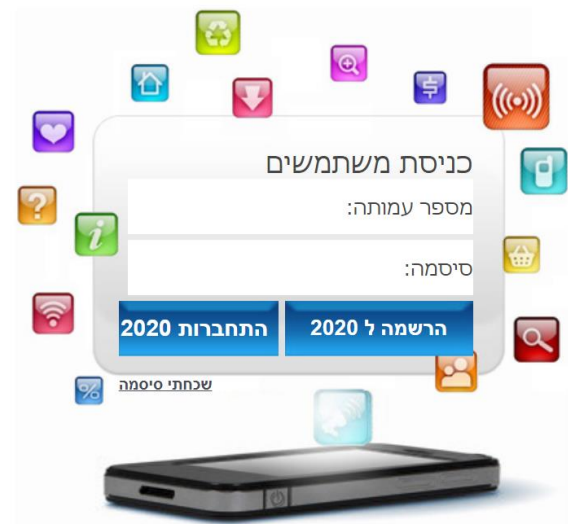 כניסת משתמשים
מספר עמותה:
סיסמה:
הרשמה ל 2020
התחברות 2020
שכחתי סיסמה